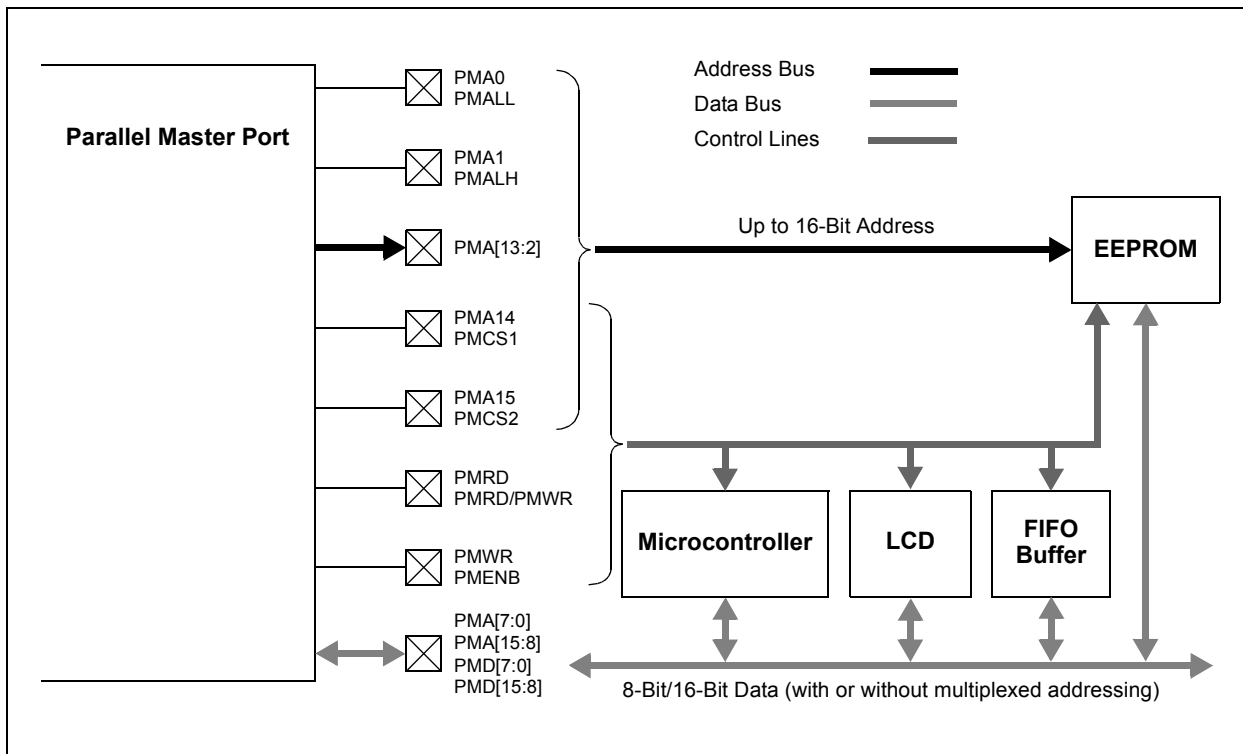 Parallel Master Port
PMA0
PMALL
PMA1
PMALH
PMA[13:2]
PMA14
PMCS1
PMA15
PMCS2
PMRD
PMRD/PMWR
PMWR
PMENB
PMA[7:0]
PMA[15:8]
PMD[7:0]
PMD[15:8]
Address Bus
Data Bus
Control Lines
Up to 16-Bit Address
EEPROM
Microcontroller
LCD
FIFO
Buffer
8-Bit/16-Bit Data (with or without multiplexed addressing)